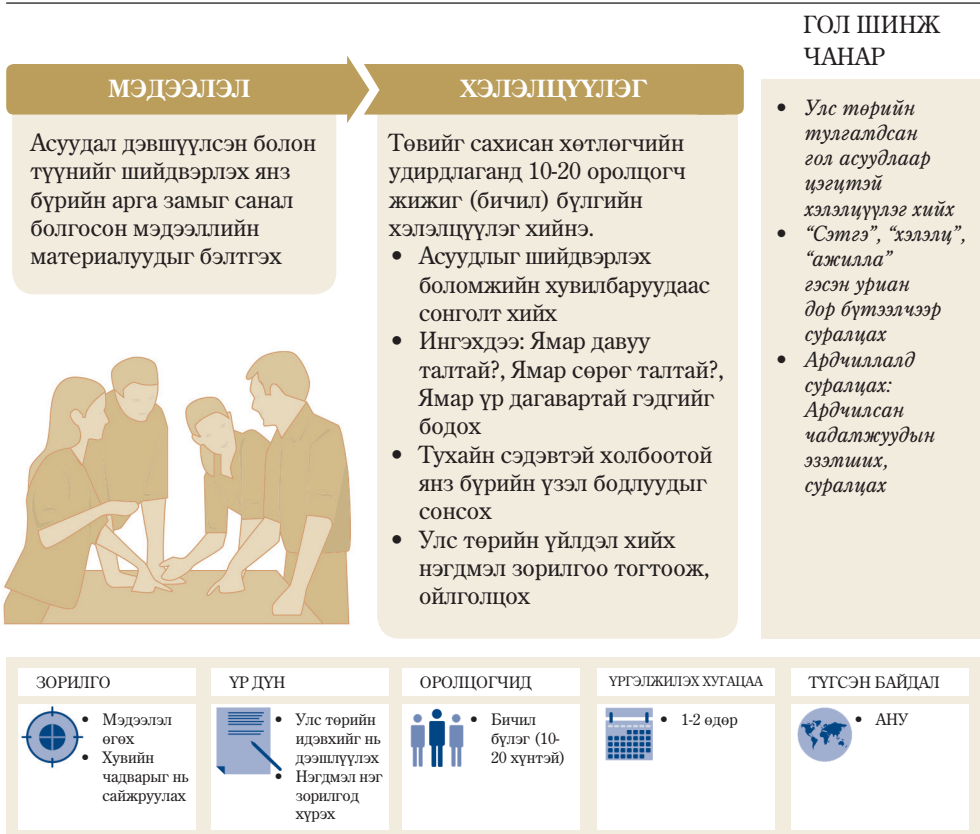 МЭДЭЭЛЭЛ
Асуудал дэвшүүлсэн болон
түүнийг шийдвэрлэх янз
бүрийн арга замыг санал
болгосон мэдээллийн
материалуудыг бэлтгэх
ХЭЛЭЛЦҮҮЛЭГ
Төвийг сахисан хөтлөгчийн
удирдлаганд 10-20 оролцогч
жижиг (бичил) бүлгийн
хэлэлцүүлэг хийнэ.
• Асуудлыг шийдвэрлэх
боломжийн хувилбаруудаас
сонголт хийх
• Ингэхдээ: Ямар давуу
талтай?, Ямар сөрөг талтай?,
Ямар үр дагавартай гэдгийг
бодох
• Тухайн сэдэвтэй холбоотой
янз бүрийн үзэл бодлуудыг
сонсох
• Улс төрийн үйлдэл хийх
нэгдмэл зорилгоо тогтоож,
ойлголцох
ГОЛ ШИНЖ
ЧАНАР
• Улс төрийн
тулгамдсан
гол асуудлаар
цэгцтэй
хэлэлцүүлэг хийх
• “Сэтгэ”, “хэлэлц”,
“ажилла”
гэсэн уриан
дор бүтээлчээр
суралцах
• Ардчиллалд
суралцах:
Ардчилсан
чадамжуудын
эзэмших,
суралцах
ЗОРИЛГО
• Мэдээлэл
өгөх
• Хувийн
чадварыг нь
сайжруулах
ҮР ДҮН
• Улс төрийн
идэвхийг нь
дээшлүүлэх
• Нэгдмэл нэг
зорилгод
хүрэх
ОРОЛЦОГЧИД
• Бичил
бүлэг (10-
20 хүнтэй)
ҮРГЭЛЖИЛЭХ ХУГАЦАА
• 1-2 өдөр
ТҮГСЭН БАЙДАЛ
• АНУ